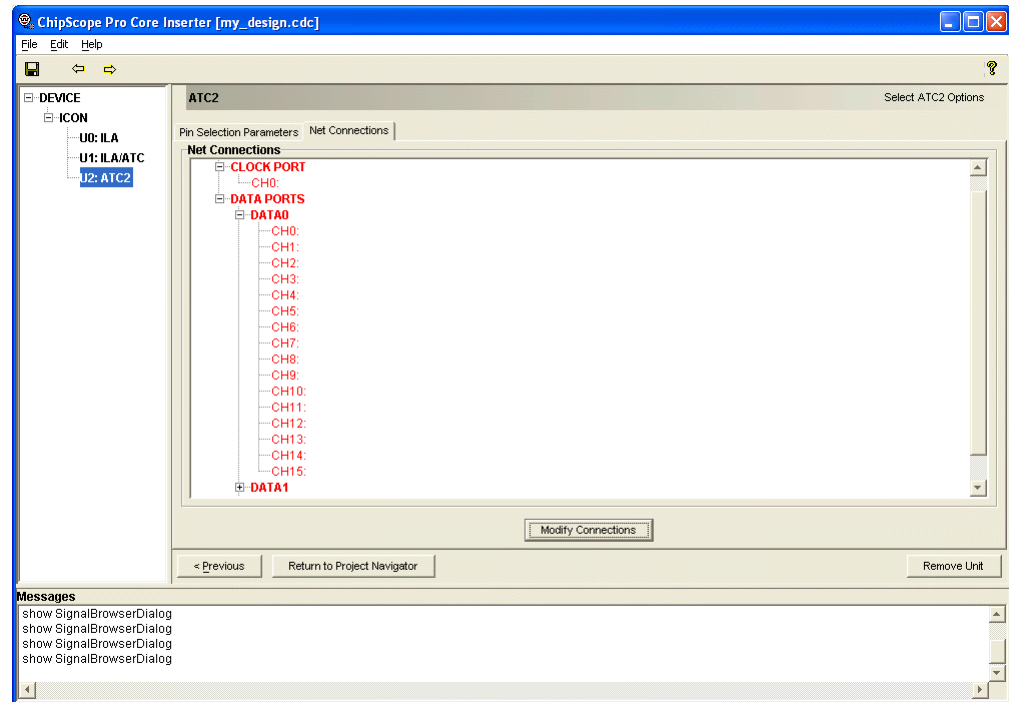 ChipScope Pro Core Inserter [my_design.cdc]
File Edit Help
DEVICE
ICON
U0: ILA
U1: ILA/ATC
U2: ATC2
ATC2
Select ATC2 Options
Pin Selection Parameters
Net Connections
Net Connections
CLOCK PORT
CH0:
DATA PORTS
DATA0
CH0:
CH1:
CH2:
CH3:
CH4:
CH5:
CH6:
CH7:
CH8:
CH9:
CH10:
CH11:
CH12:
CH13:
CH14:
CH15:
DATA1
Modify Connections
< Previous
Return to Project Navigator
Remove Unit
Messages
show SignalBrowserDialog
show SignalBrowserDialog
show SignalBrowserDialog
show SignalBrowserDialog